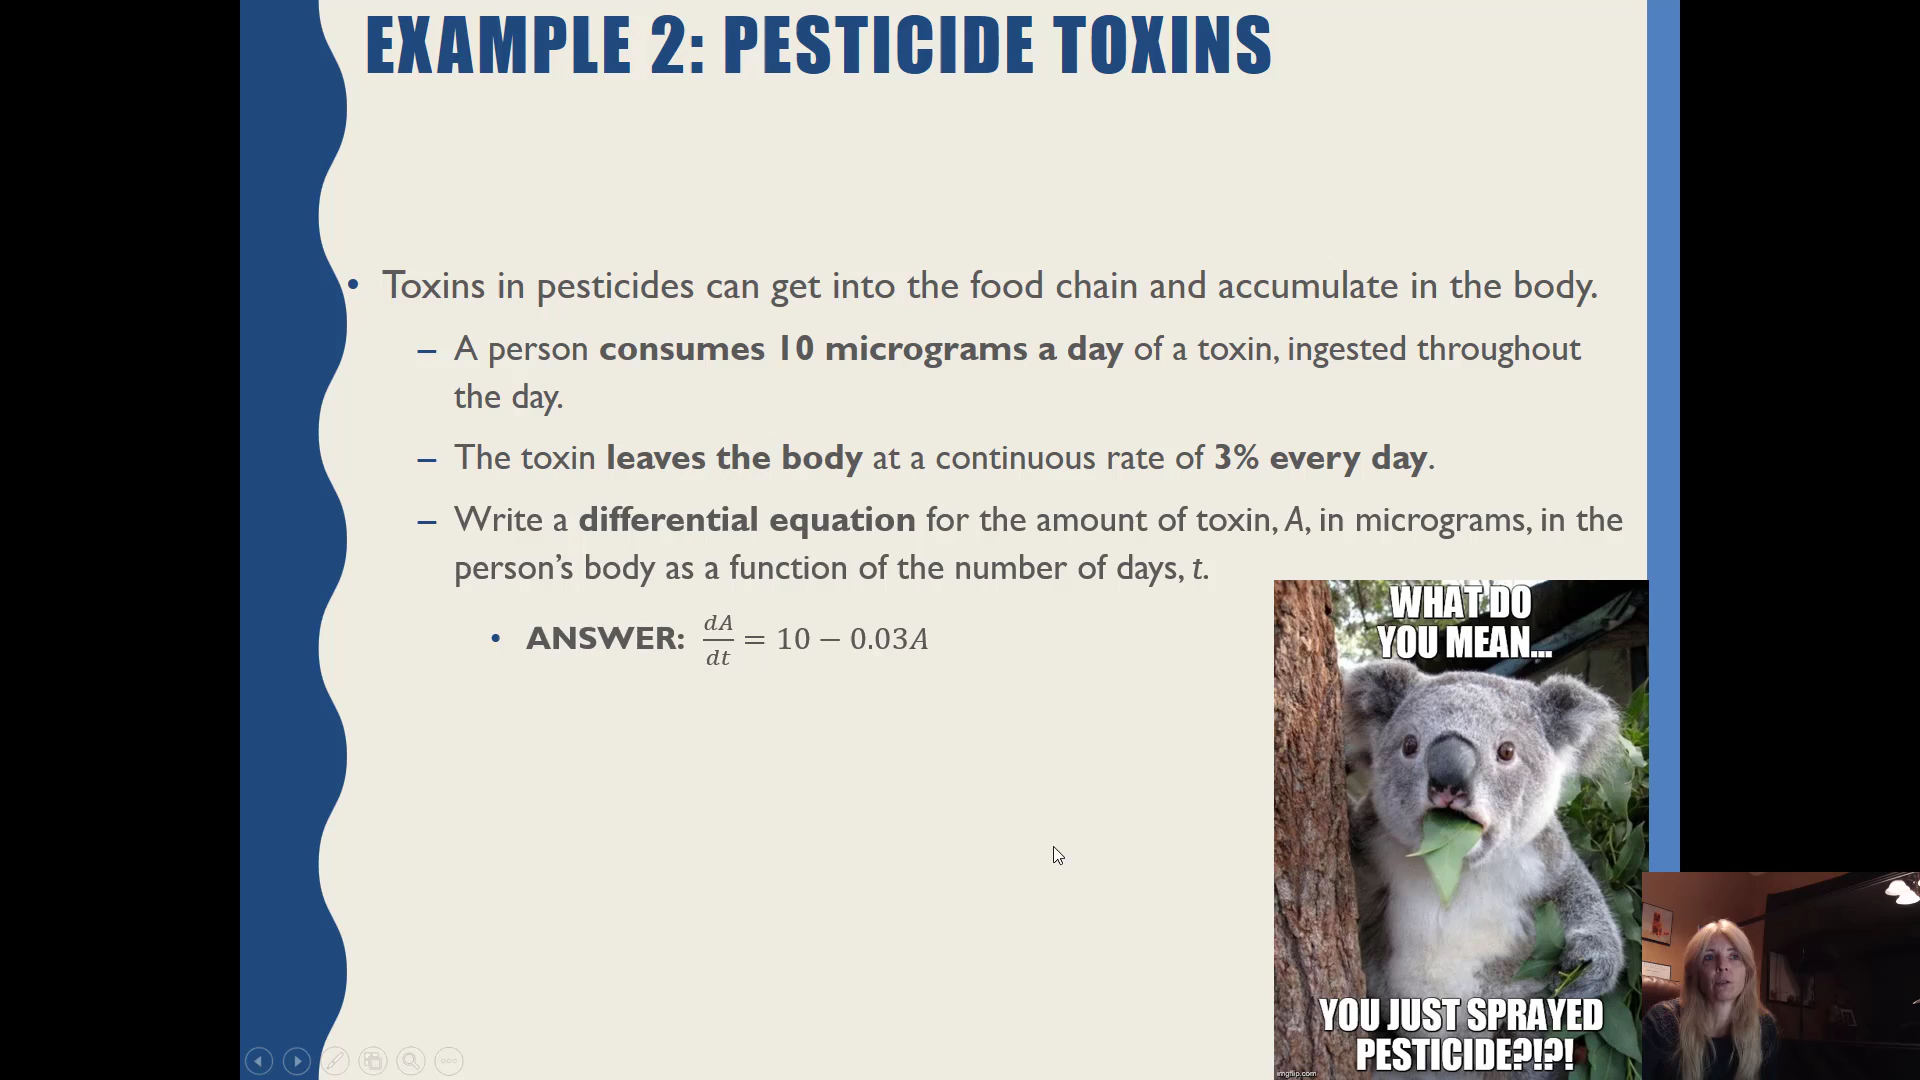 EXAMPLE 2: PESTICIDE TOXINS
• Toxins in pesticides can get into the food chain and accumulate in the body.
– A person consumes 10 micrograms a day of a toxin, ingested throughout
the day.
– The toxin leaves the body at a continuous rate of 3% every day.
– Write a differential equation for the amount of toxin, A, in micrograms, in the
person’s body as a function of the number of days, t.
• ANSWER: dA/dt = 10 − 0.03A
WHAT DO
YOU MEAN...
YOU JUST SPRAYED
PESTICIDE?!?!
imgflip.com